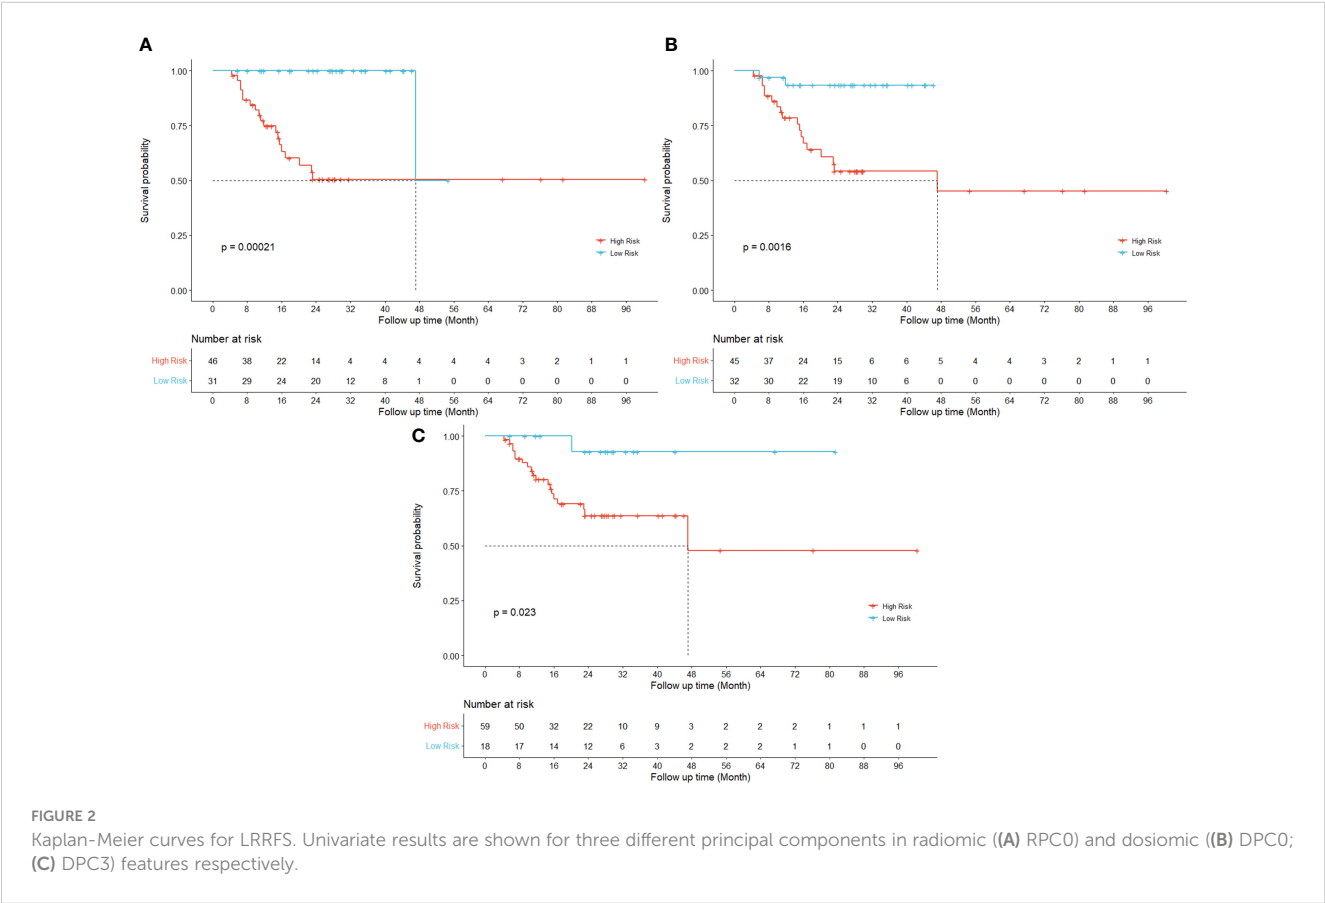 A
1.00
0.75
0.50
0.25
0.00
Survival probability
p = 0.00021
High Risk
Low Risk
0 8 16 24 32 40 48 56 64 72 80 88 96
Follow up time (Month)
Number at risk
High Risk 46 38 22 14 4 4 4 4 4 3 2 1 1
Low Risk 31 29 24 20 12 8 1 0 0 0 0 0 0
0 8 16 24 32 40 48 56 64 72 80 88 96
Follow up time (Month)
B
1.00
0.75
0.50
0.25
0.00
Survival probability
p = 0.0016
High Risk
Low Risk
0 8 16 24 32 40 48 56 64 72 80 88 96
Follow up time (Month)
Number at risk
High Risk 45 37 24 15 6 6 5 4 4 3 2 1 1
Low Risk 32 30 22 19 10 6 0 0 0 0 0 0 0
0 8 16 24 32 40 48 56 64 72 80 88 96
Follow up time (Month)
C
1.00
0.75
0.50
0.25
0.00
Survival probability
p = 0.023
High Risk
Low Risk
0 8 16 24 32 40 48 56 64 72 80 88 96
Follow up time (Month)
Number at risk
High Risk 59 50 32 22 10 9 3 2 2 2 1 1 1
Low Risk 18 17 14 12 6 3 2 2 2 1 1 0 0
0 8 16 24 32 40 48 56 64 72 80 88 96
Follow up time (Month)
FIGURE 2
Kaplan-Meier curves for LRRFS. Univariate results are shown for three different principal components in radiomic ((A) RPC0) and dosiomic ((B) DPC0;
(C) DPC3) features respectively.